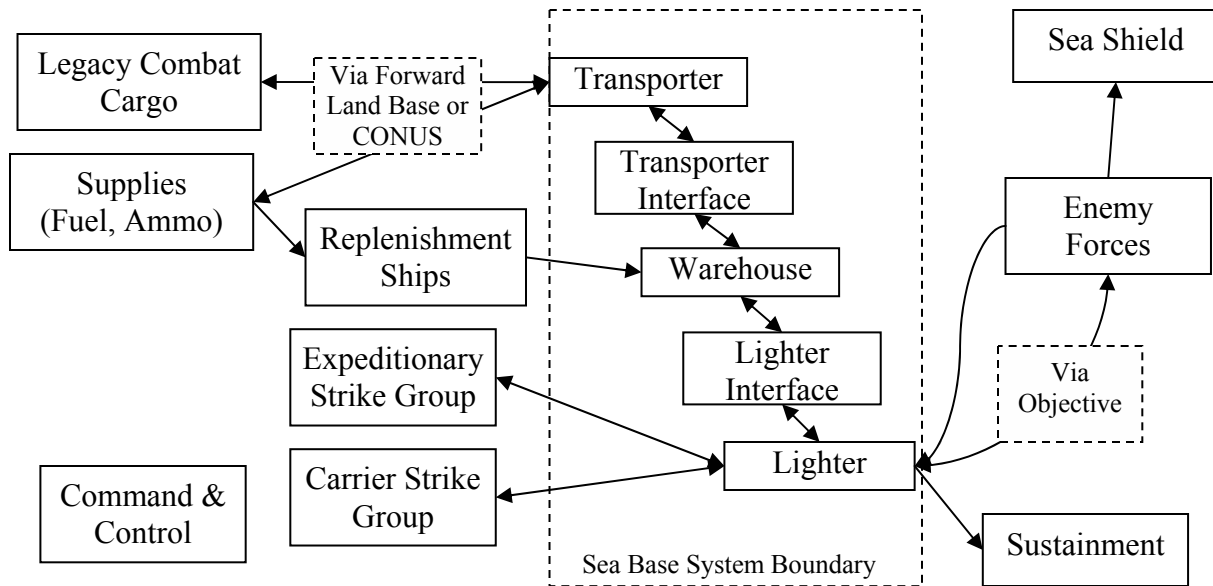 Legacy Combat
Cargo
Via Forward
Land Base or
CONUS
Transporter
Sea Shield
Supplies
(Fuel, Ammo)
Transporter
Interface
Enemy
Forces
Replenishment
Ships
Warehouse
Expeditionary
Strike Group
Lighter
Interface
Via
Objective
Command &
Control
Carrier Strike
Group
Lighter
Sustainment
Sea Base System Boundary